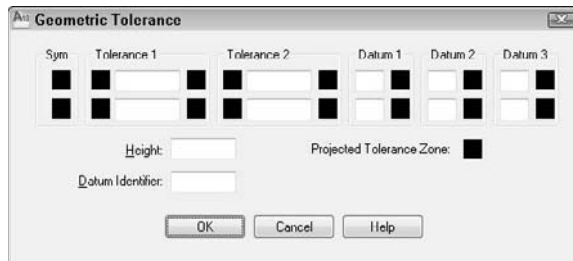 Geometric Tolerance
Sym Tolerance 1 Tolerance 2 Datum 1 Datum 2 Datum 3
Height: Projected Tolerance Zone:
Datum Identifier:
OK Cancel Help